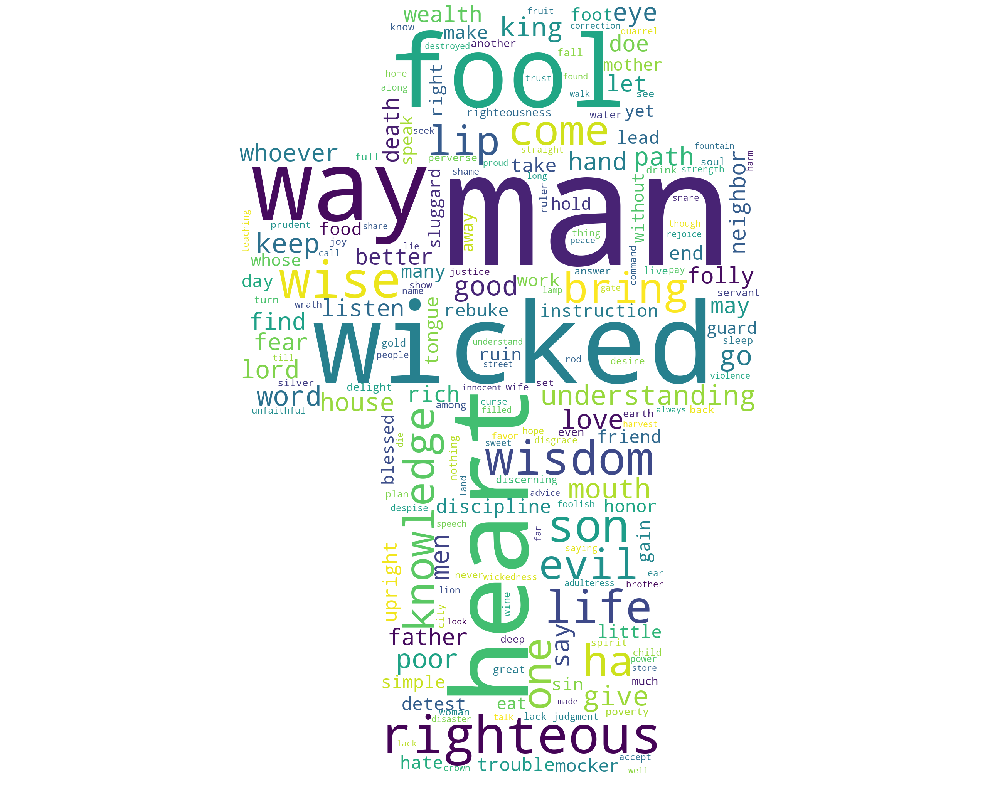 know fruit correction quarrel
wealth king foot eye
make another
destroyed fool fall doe
home right trust found mother
along walk let see
death righteousness water yet
seek lip come lead
speak straight fountain
whoever full perverse proud take hand path soul harm
shame long drink strength neighbor
way man ruler hold without snare
sluggard though
prudent food share away thing rejoice
keep joy peace end
leading call lie command
whose better many justice answer live pay folly
day wise snow good work bring servant
turn name lamp gate
wrath listen rebuke instruction may
find tongue wicked guard
fear gold understand sleep
till people ruin street rod desire
lord violence
silver delight innocent wife set understanding
word house rich among curse filled love earth always back
unfaithful even harvest
blessed die knowledge heart favor hope friend
nothing sweet disgrace
wisdom
plan land discerning mouth
despise discipline advice foolish honor
speech far son gain
men saying
upright evil ear
never wickedness adulteress brother
lion wine life
city look say little
father deep spirit
poor great one ha child
power
simple sin store much
detest eat made give
woman poverty
disaster talk lack judgment
righteous
lack accept
hate crown trouble mocker well